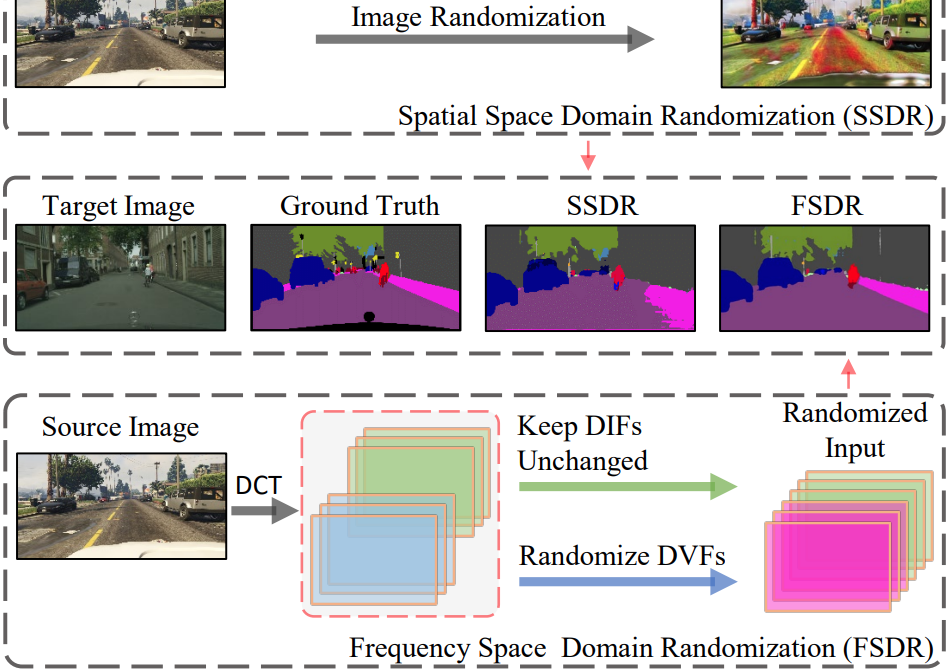 Image Randomization
Spatial Space Domain Randomization (SSDR)
Target Image
Ground Truth
SSDR
FSDR
Source Image
DCT
Keep DIFs
Unchanged
Randomize DVFs
Randomized
Input
Frequency Space Domain Randomization (FSDR)